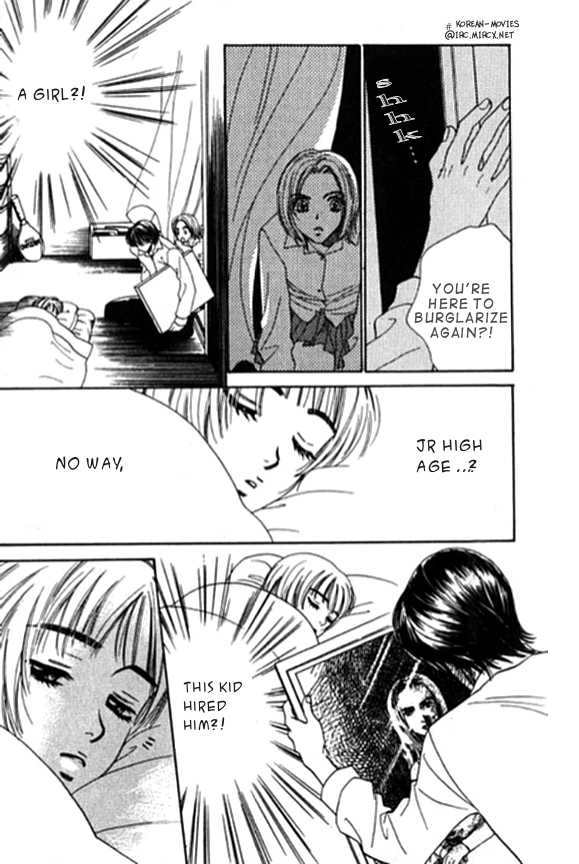 # KOREAN-MOVIES
@IRC.MIRCX.NET
shhk...
YOU'RE
HERE TO
BURGLARIZE
AGAIN?!
A GIRL?!
JR HIGH
AGE ..?
NO WAY,
THIS KID
HIRED
HIM?!